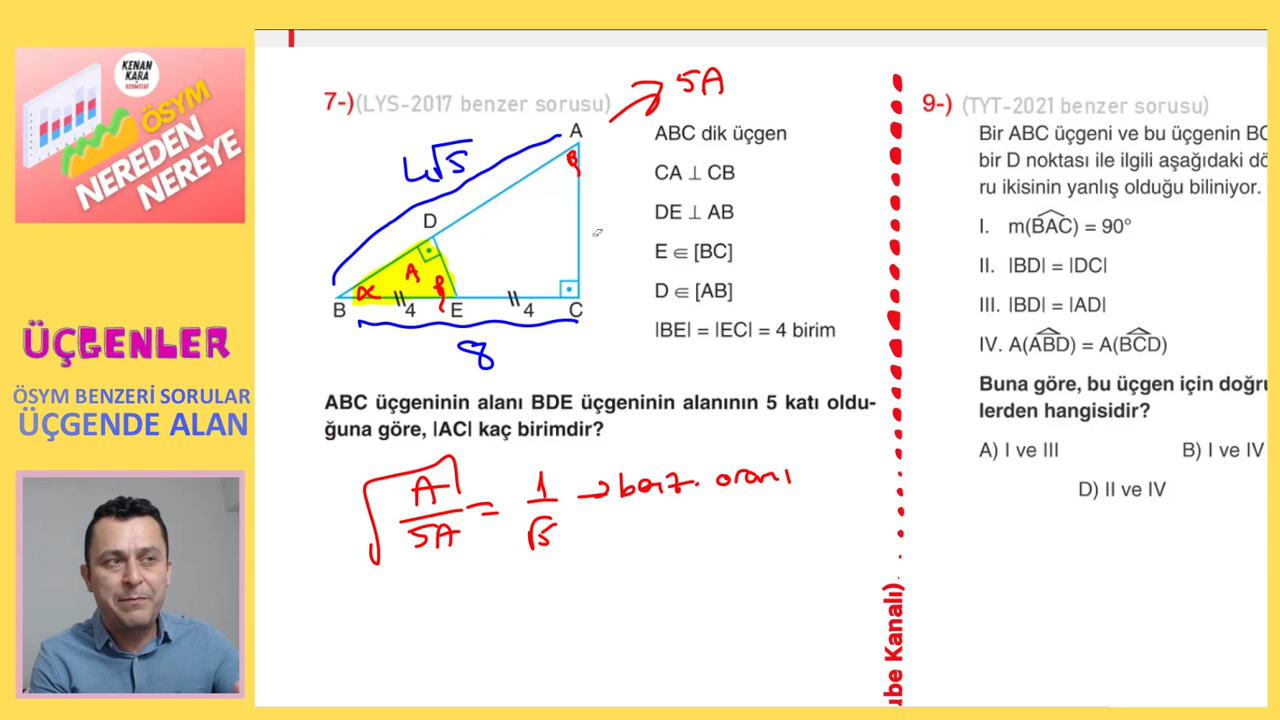 KENAN
KARA
GEOMETRİ
ÖSYM
NEREDEN
NEREYE
ÜÇGENLER
ÖSYM BENZERİ SORULAR
ÜÇGENDE ALAN
7-) (LYS-2017 benzer sorusu)
5A
A
4√5
β
D
A
α
β
B
4
E
4
C
8
ABC dik üçgen
CA ⊥ CB
DE ⊥ AB
E ∈ [BC]
D ∈ [AB]
|BE| = |EC| = 4 birim
ABC üçgeninin alanı BDE üçgeninin alanının 5 katı oldu-
ğuna göre, |AC| kaç birimdir?
√(A/5A) = 1/√5 → benz. oranı
ube Kanalı)
9-) (TYT-2021 benzer sorusu)
Bir ABC üçgeni ve bu üçgenin BC
bir D noktası ile ilgili aşağıdaki dö
ru ikisinin yanlış olduğu biliniyor.
I. m(BAC) = 90°
II. |BD| = |DC|
III. |BD| = |AD|
IV. A(ABD) = A(BCD)
Buna göre, bu üçgen için doğru
lerden hangisidir?
A) I ve III B) I ve IV
D) II ve IV